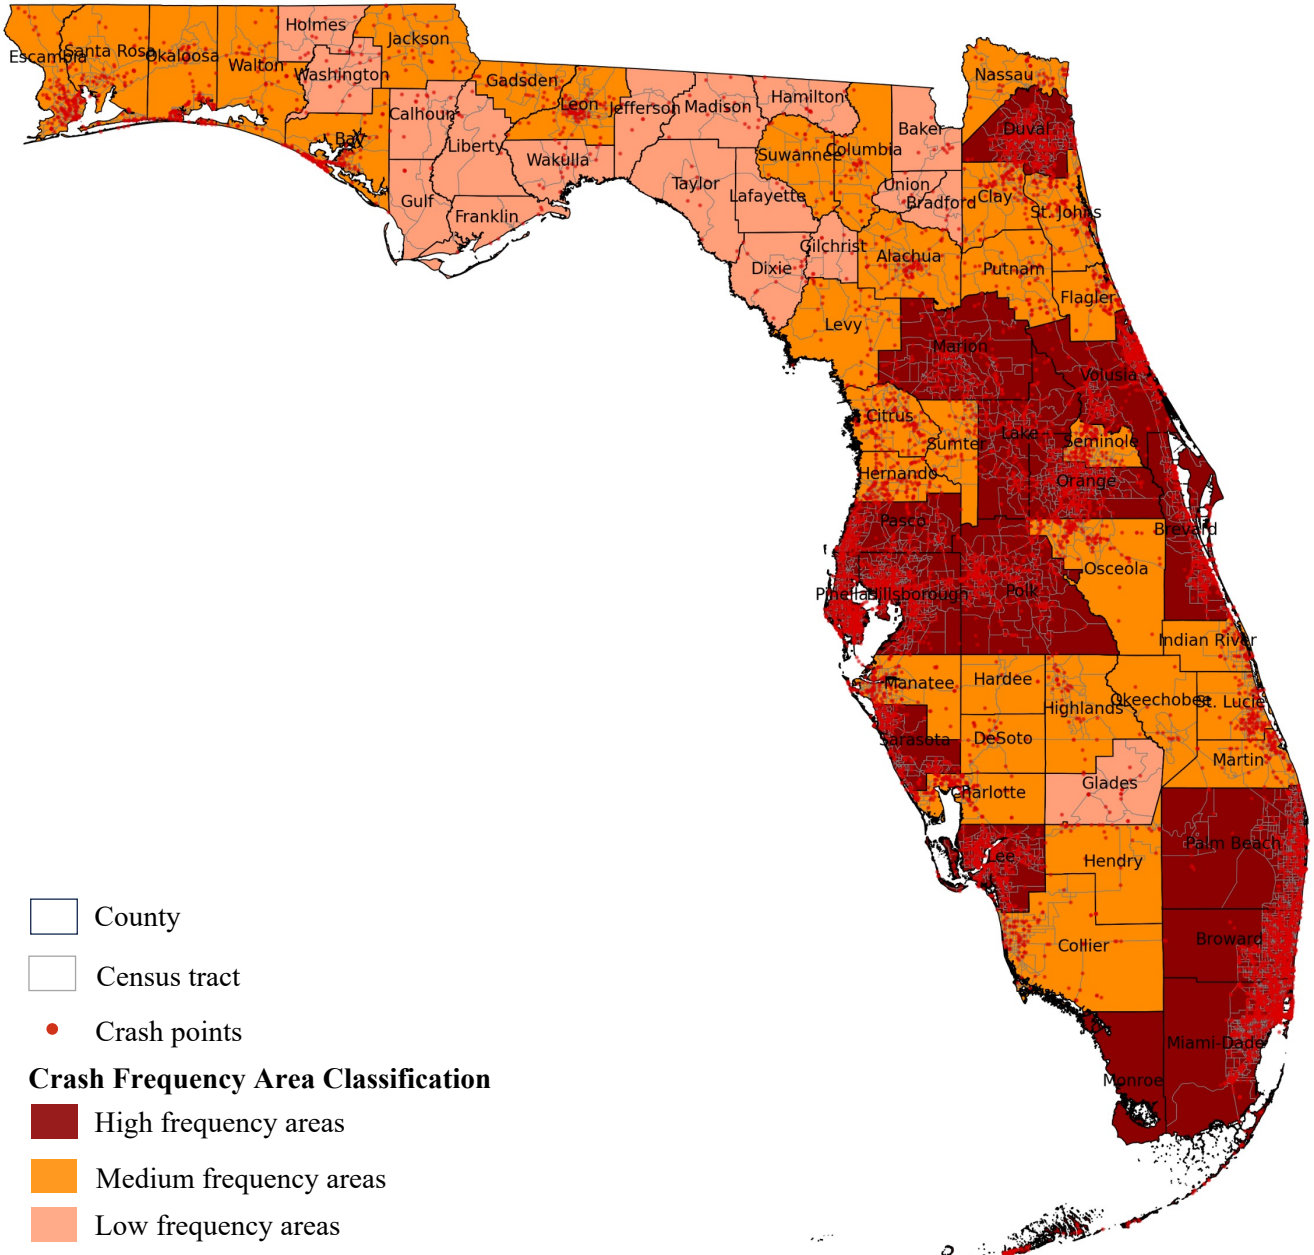 Holmes
Jackson
Escambia
Santa Rosa
Okaloosa
Walton
Washington
Gadsden
Leon
Jefferson
Madison
Hamilton
Nassau
Calhoun
Bay
Liberty
Wakulla
Suwannee
Columbia
Baker
Duval
Taylor
Lafayette
Union
Bradford
Clay
St. Johns
Gulf
Franklin
Gilchrist
Alachua
Dixie
Putnam
Flagler
Levy
Marion
Volusia
Citrus
Sumter
Lake
Seminole
Hernando
Orange
Pasco
Brevard
Osceola
Pinellas
Hillsborough
Polk
Indian River
Manatee
Hardee
Highlands
Okeechobee
St. Lucie
Sarasota
DeSoto
Martin
Charlotte
Glades
Palm Beach
Lee
Hendry
Collier
Broward
Miami-Dade
Monroe
County
Census tract
Crash points
Crash Frequency Area Classification
High frequency areas
Medium frequency areas
Low frequency areas